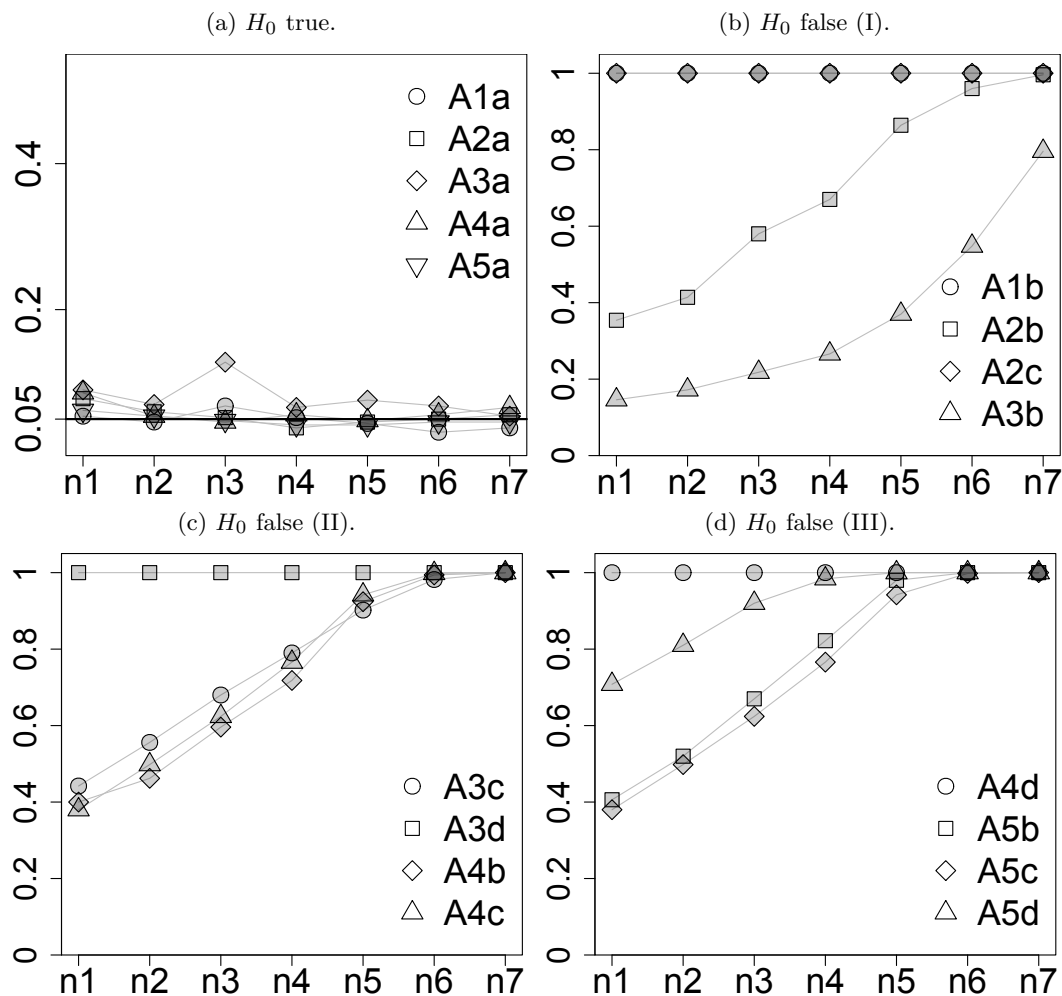 (a) H₀ true.
0.4
0.2
0.05
A1a
A2a
A3a
A4a
A5a
n1 n2 n3 n4 n5 n6 n7
(b) H₀ false (I).
1
0.8
0.6
0.4
0.2
0
A1b
A2b
A2c
A3b
n1 n2 n3 n4 n5 n6 n7
(c) H₀ false (II).
1
0.8
0.6
0.4
0.2
0
A3c
A3d
A4b
A4c
n1 n2 n3 n4 n5 n6 n7
(d) H₀ false (III).
1
0.8
0.6
0.4
0.2
0
A4d
A5b
A5c
A5d
n1 n2 n3 n4 n5 n6 n7